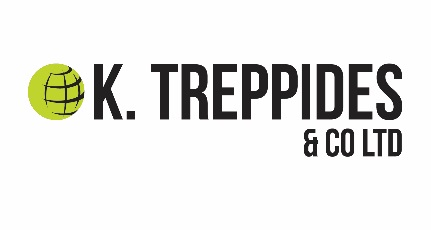 K. TREPPIDES
& CO LTD